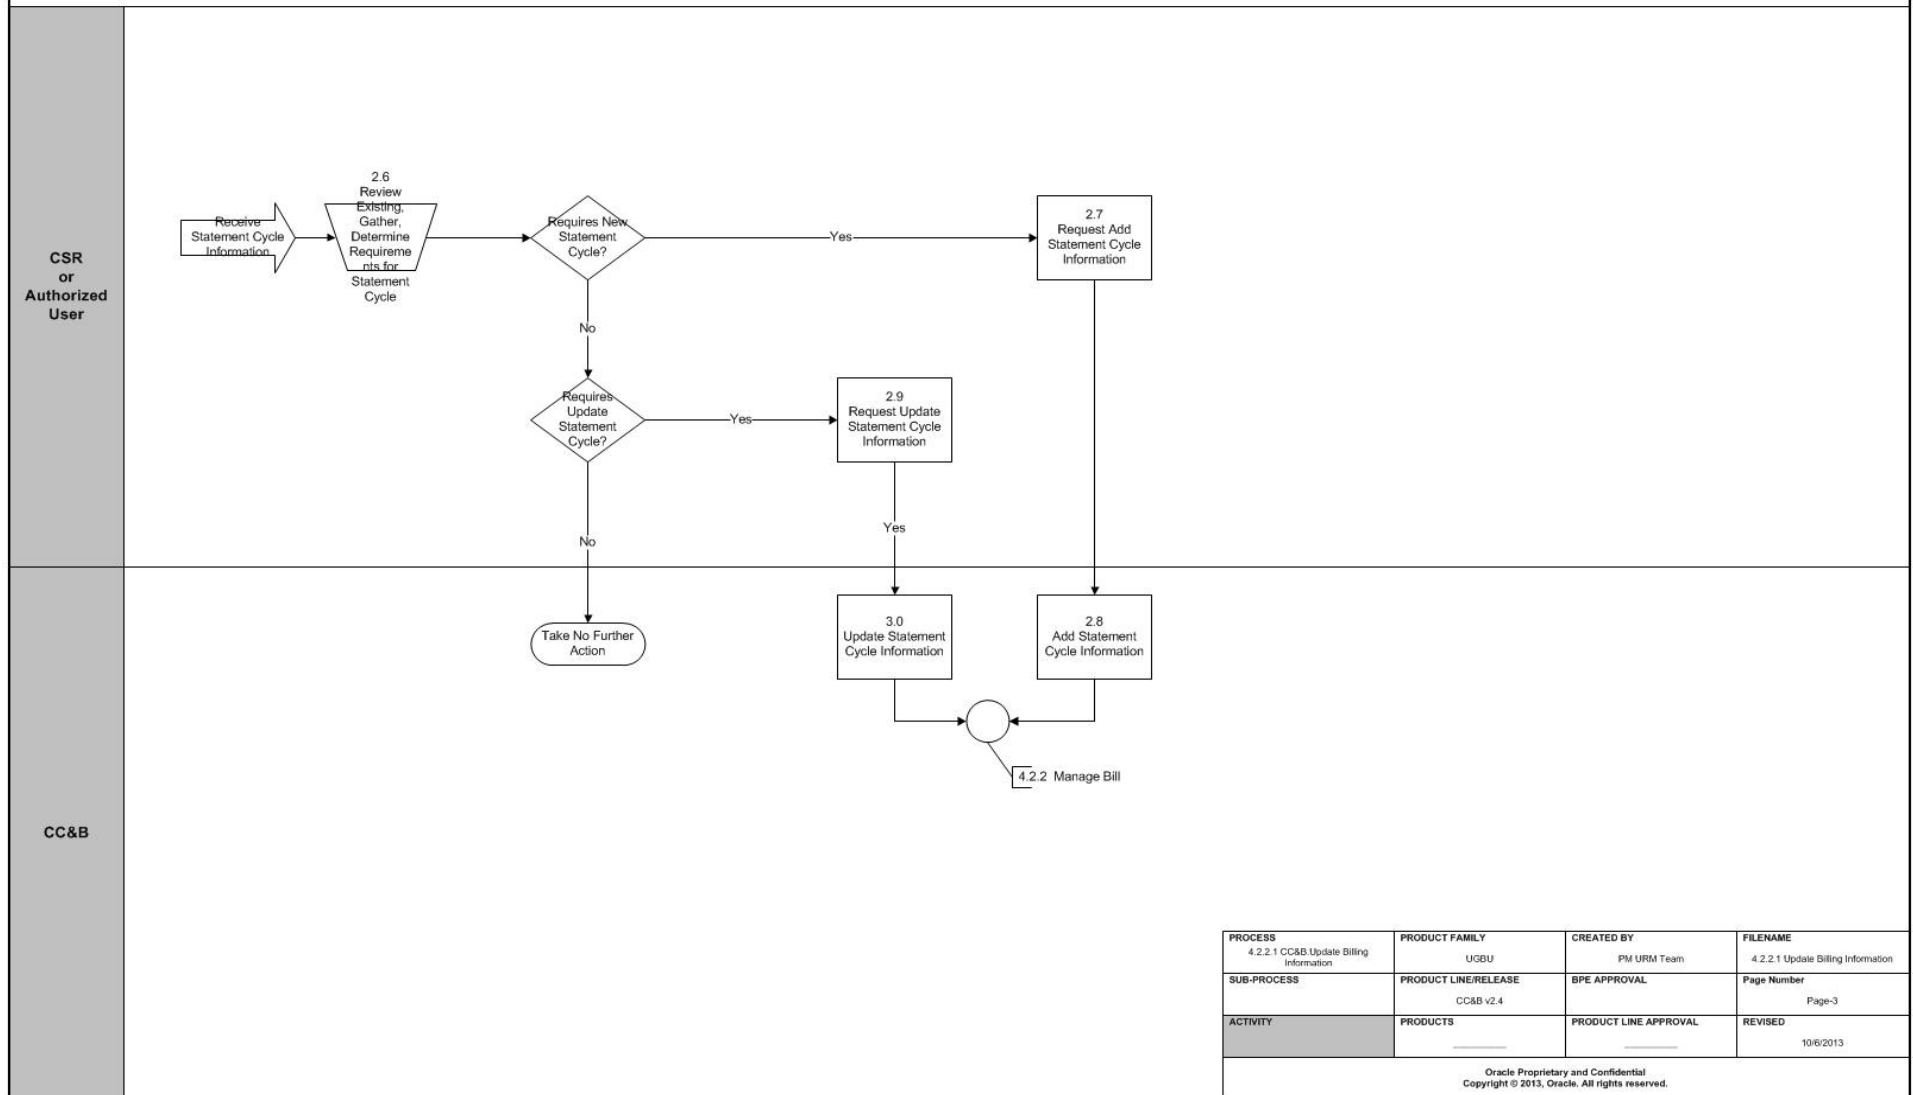 CSR
or
Authorized
User
Receive
Statement Cycle
Information
2.6
Review
Existing,
Gather,
Determine
Requireme
nts for
Statement
Cycle
Requires New
Statement
Cycle?
Yes
2.7
Request Add
Statement Cycle
Information
No
Requires
Update
Statement
Cycle?
Yes
2.9
Request Update
Statement Cycle
Information
Yes
No
CC&B
Take No Further
Action
3.0
Update Statement
Cycle Information
2.8
Add Statement
Cycle Information
4.2.2 Manage Bill
PROCESS
4.2.2.1 CC&B.Update Billing
Information
PRODUCT FAMILY
UGBU
CREATED BY
PM URM Team
FILENAME
4.2.2.1 Update Billing Information
SUB-PROCESS
PRODUCT LINE/RELEASE
CC&B v2.4
BPE APPROVAL
Page Number
Page-3
ACTIVITY
PRODUCTS
PRODUCT LINE APPROVAL
REVISED
10/6/2013
Oracle Proprietary and Confidential
Copyright © 2013, Oracle. All rights reserved.